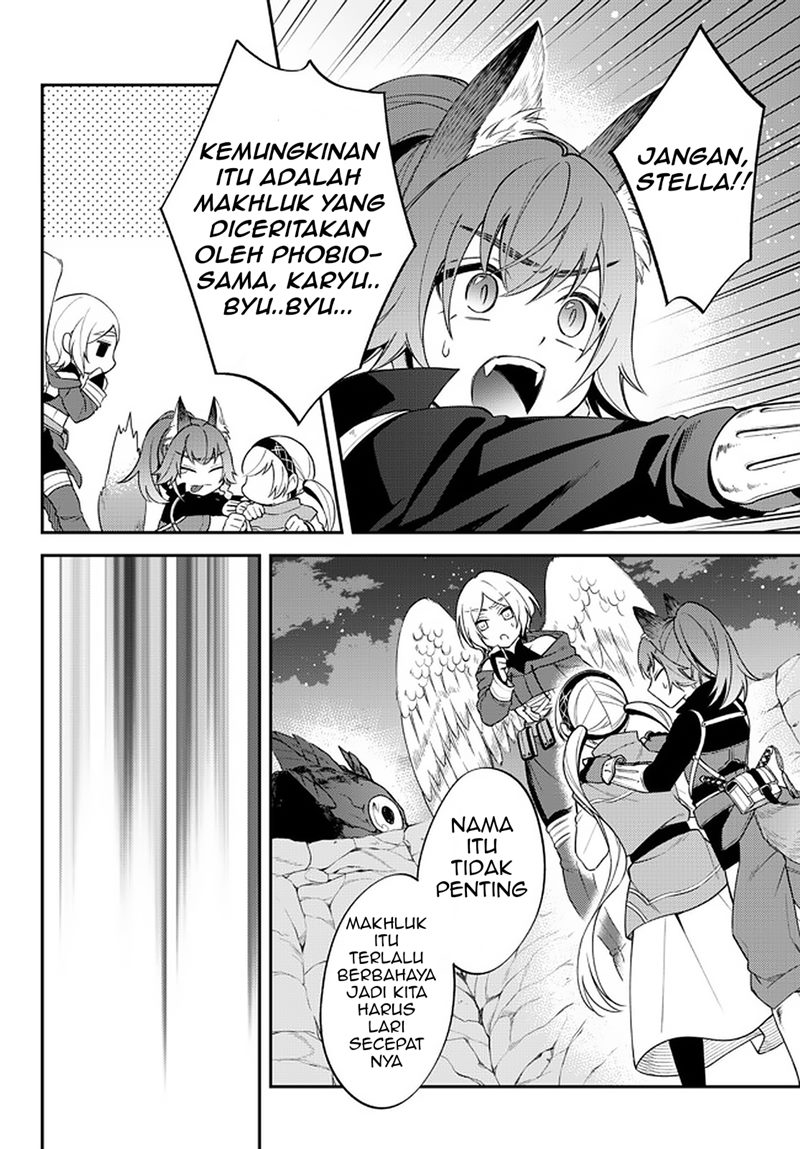 JANGAN,
STELLA!!
KEMUNGKINAN
ITU ADALAH
MAKHLUK YANG
DICERITAKAN
OLEH PHOBIO-
SAMA, KARYU..
BYU..BYU...
NAMA
ITU
TIDAK
PENTING
MAKHLUK
ITU
TERLALU
BERBAHAYA
JADI KITA
HARUS
LARI
SECEPAT
NYA